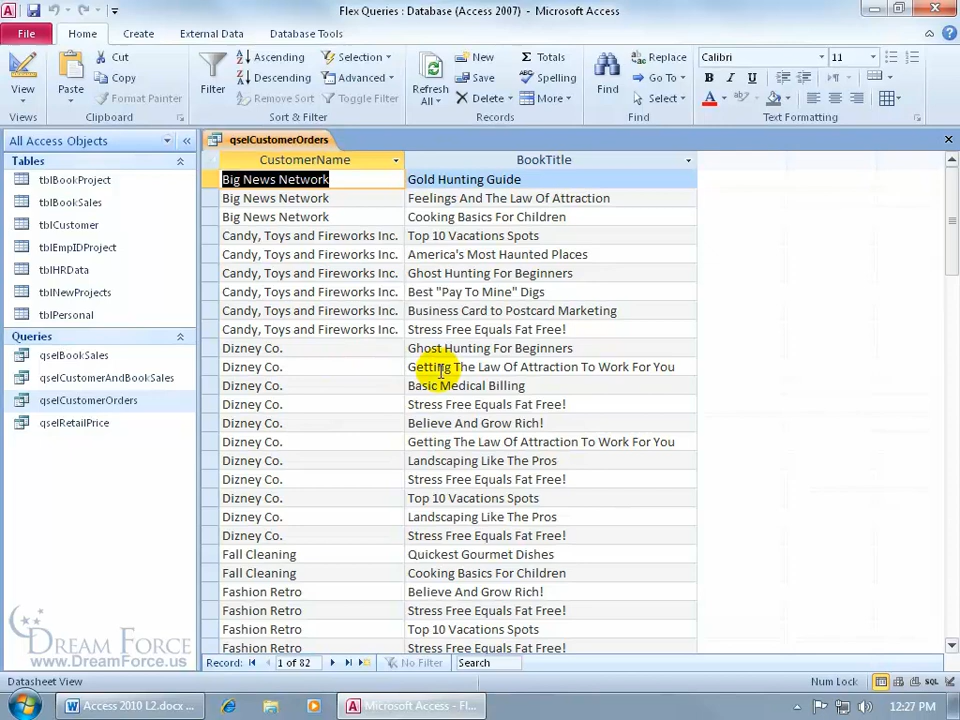 Flex Queries : Database (Access 2007) - Microsoft Access
File Home Create External Data Database Tools
View Paste Cut Copy Format Painter Filter Ascending Descending Remove Sort Selection Advanced Toggle Filter Refresh All New Save Delete Totals Spelling More Find Replace Go To Select Calibri 11 B I U
Views Clipboard Sort & Filter Records Find Text Formatting
All Access Objects
Tables
tblBookProject
tblBookSales
tblCustomer
tblEmpIDProject
tblHRData
tblNewProjects
tblPersonal
Queries
qselBookSales
qselCustomerAndBookSales
qselCustomerOrders
qselRetailPrice
qselCustomerOrders
CustomerName BookTitle
Big News Network Gold Hunting Guide
Big News Network Feelings And The Law Of Attraction
Big News Network Cooking Basics For Children
Candy, Toys and Fireworks Inc. Top 10 Vacations Spots
Candy, Toys and Fireworks Inc. America's Most Haunted Places
Candy, Toys and Fireworks Inc. Ghost Hunting For Beginners
Candy, Toys and Fireworks Inc. Best "Pay To Mine" Digs
Candy, Toys and Fireworks Inc. Business Card to Postcard Marketing
Candy, Toys and Fireworks Inc. Stress Free Equals Fat Free!
Dizney Co. Ghost Hunting For Beginners
Dizney Co. Getting The Law Of Attraction To Work For You
Dizney Co. Basic Medical Billing
Dizney Co. Stress Free Equals Fat Free!
Dizney Co. Believe And Grow Rich!
Dizney Co. Getting The Law Of Attraction To Work For You
Dizney Co. Landscaping Like The Pros
Dizney Co. Stress Free Equals Fat Free!
Dizney Co. Top 10 Vacations Spots
Dizney Co. Landscaping Like The Pros
Dizney Co. Stress Free Equals Fat Free!
Fall Cleaning Quickest Gourmet Dishes
Fall Cleaning Cooking Basics For Children
Fashion Retro Believe And Grow Rich!
Fashion Retro Stress Free Equals Fat Free!
Fashion Retro Top 10 Vacations Spots
Fashion Retro Stress Free Equals Fat Free!
DREAM FORCE
www.DreamForce.us
Record: 1 of 82 No Filter Search
Datasheet View Num Lock SQL
Access 2010 L2.docx ... Microsoft Access - Fl... 12:27 PM